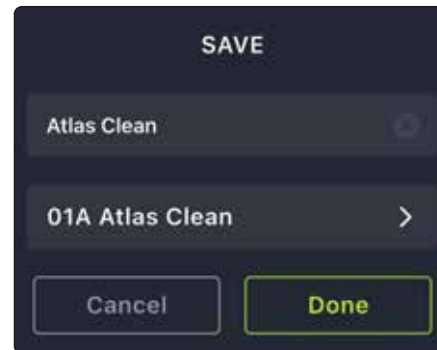 SAVE
Atlas Clean
01A Atlas Clean
Cancel
Done